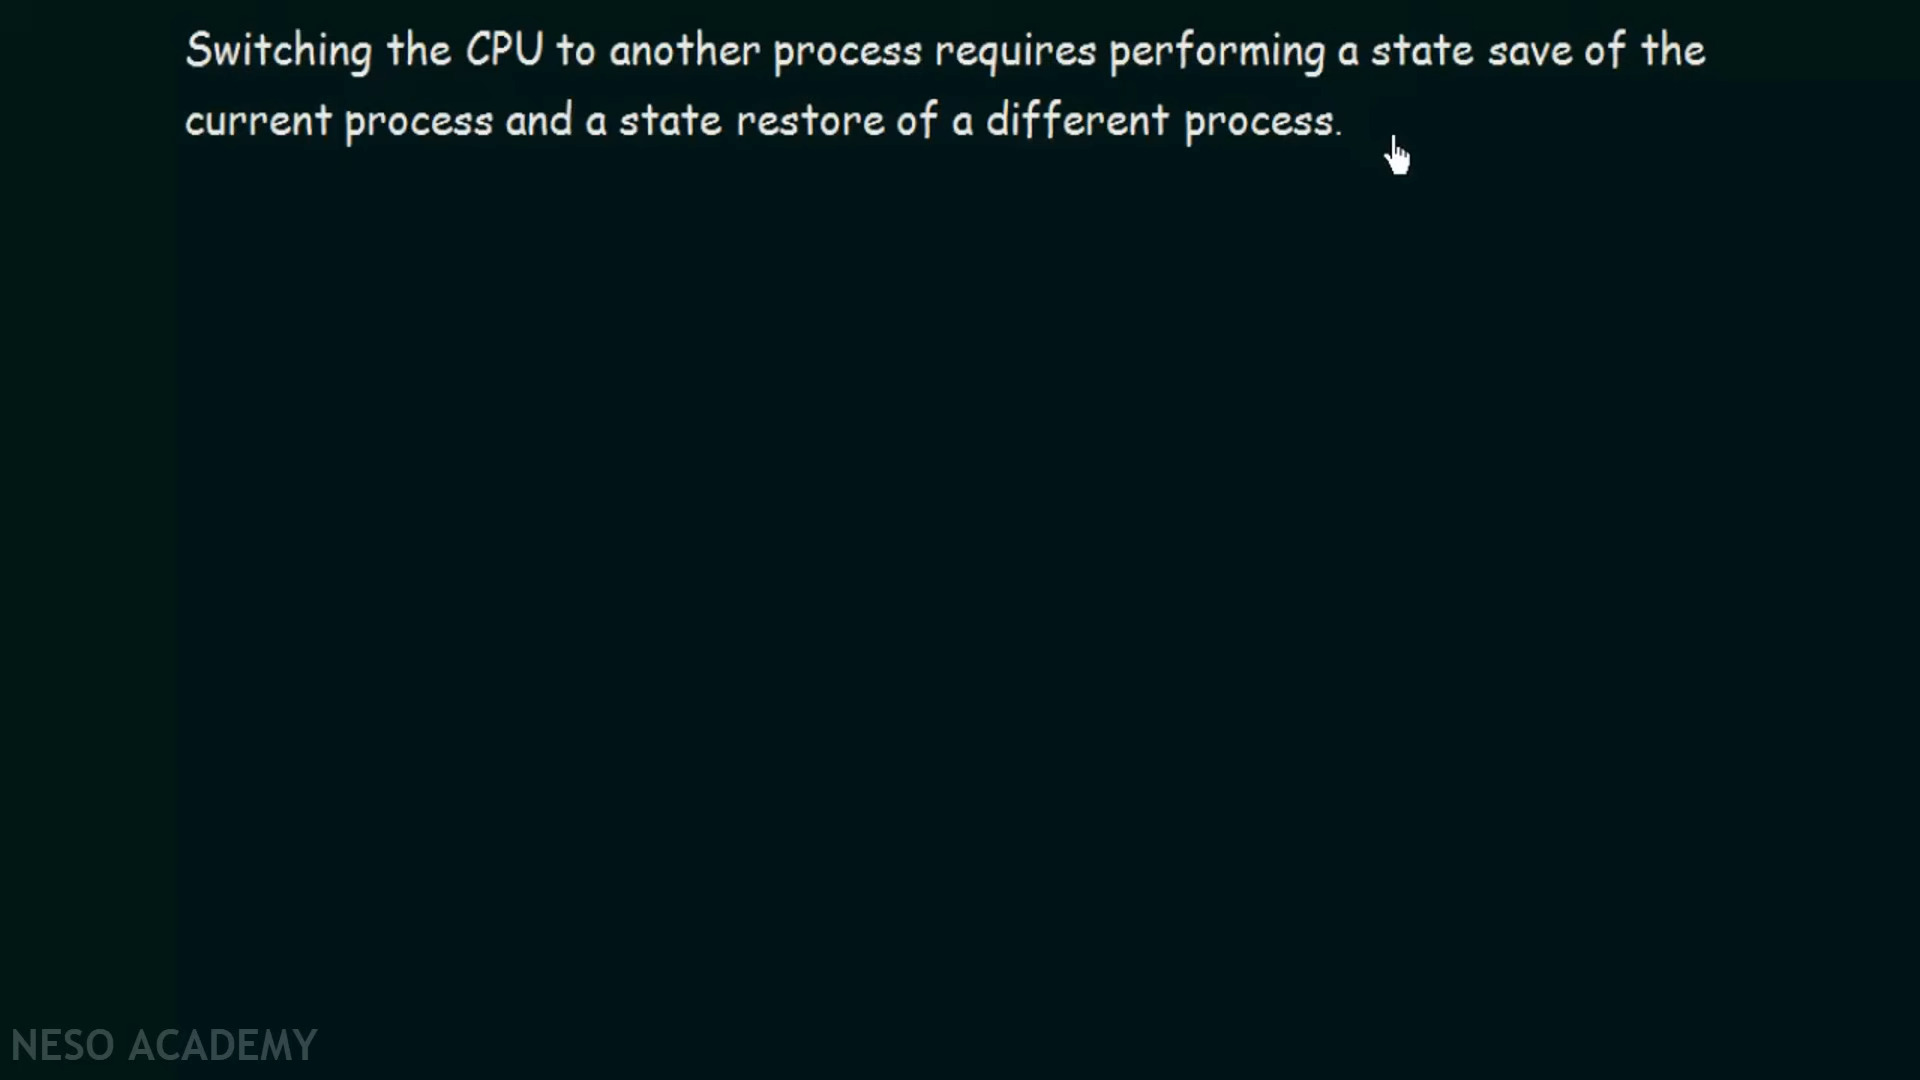 Switching the CPU to another process requires performing a state save of the
current process and a state restore of a different process.
NESO ACADEMY